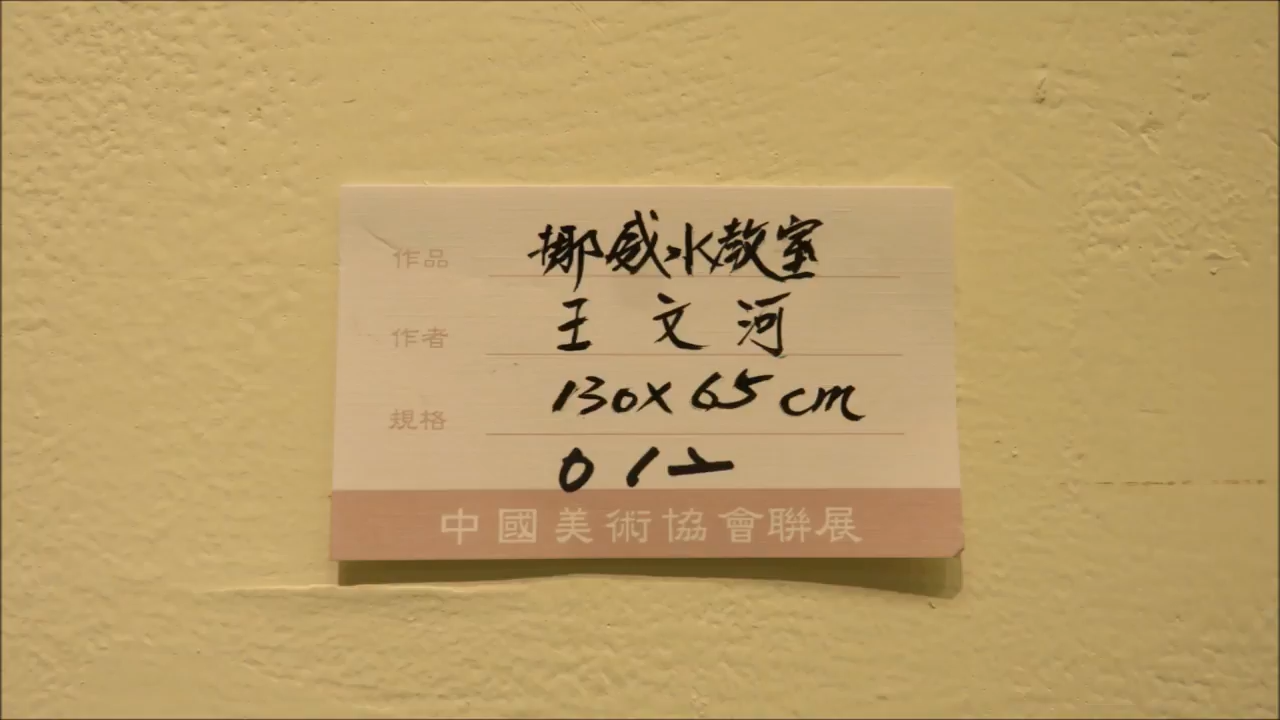 作品 挪威水教室
作者 王文河
規格 130x65cm
012
中國美術協會聯展